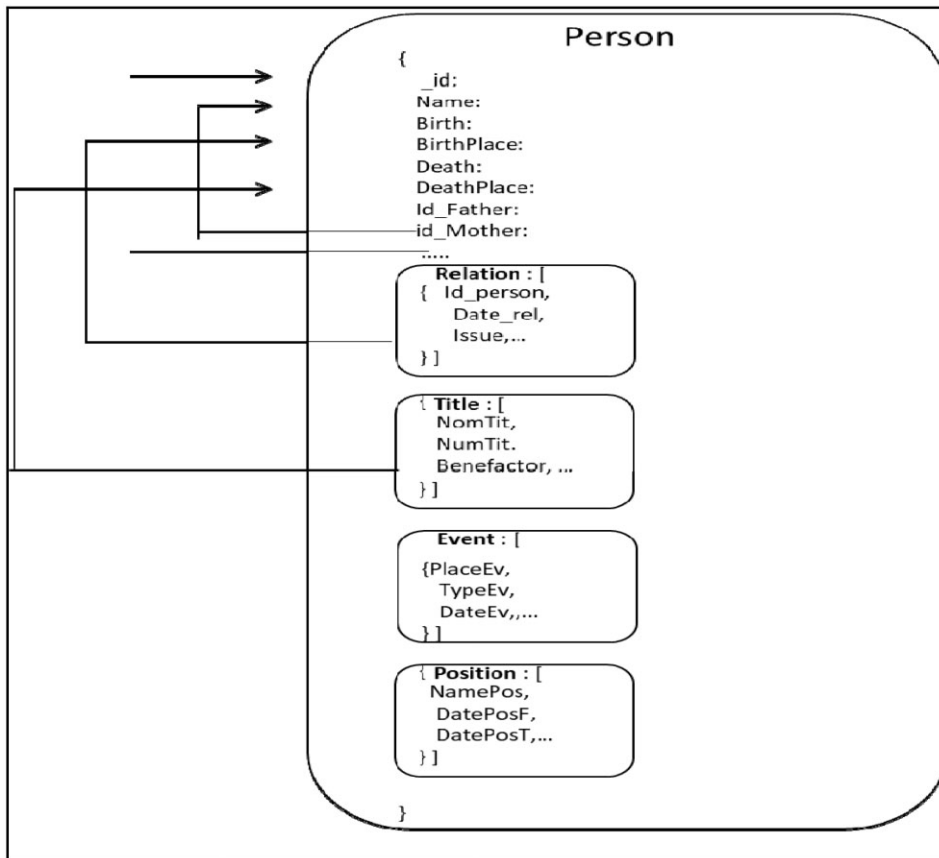 Person
{
_id:
Name:
Birth:
BirthPlace:
Death:
DeathPlace:
Id_Father:
id_Mother:
.....
Relation : [
{ Id_person,
Date_rel,
Issue,...
} ]
{ Title : [
NomTit,
NumTit.
Benefactor, ...
} ]
Event : [
{PlaceEv,
TypeEv,
DateEv,,...
} ]
{ Position : [
NamePos,
DatePosF,
DatePosT,...
} ]
}